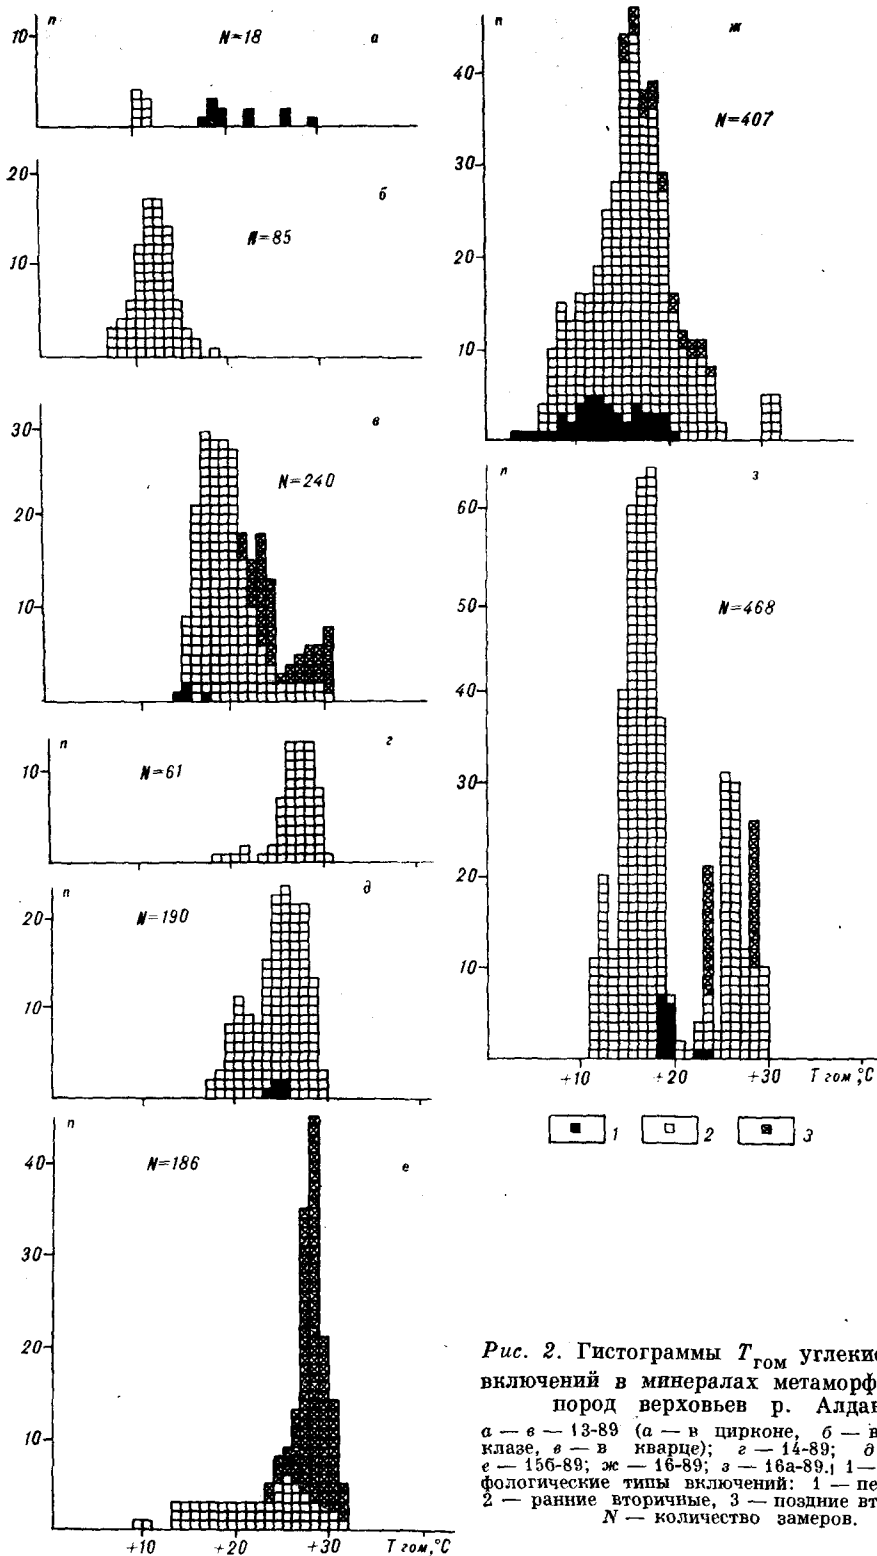 n
10
N=18
а
20
б
10
N=85
30
в
N=240
20
10
n
г
10
N=61
n
д
20
N=190
10
n
40
N=186
е
30
20
10
+10 +20 +30 T гом,°C
n
ж
40
N=407
30
20
10
n
з
60
50
N=468
40
30
20
10
+10 +20 +30 T гом,°C
1 2 3
Рис. 2. Гистограммы Tгом углекис
включений в минералах метаморф
пород верховьев р. Алдан
а — в — 13-89 (а — в цирконе, б — в
клазе, в — в кварце); г — 14-89; д
е — 15б-89; ж — 16-89; з — 16а-89. 1 —
фологические типы включений: 1 — пе
2 — ранние вторичные, 3 — поздние вт
N — количество замеров.